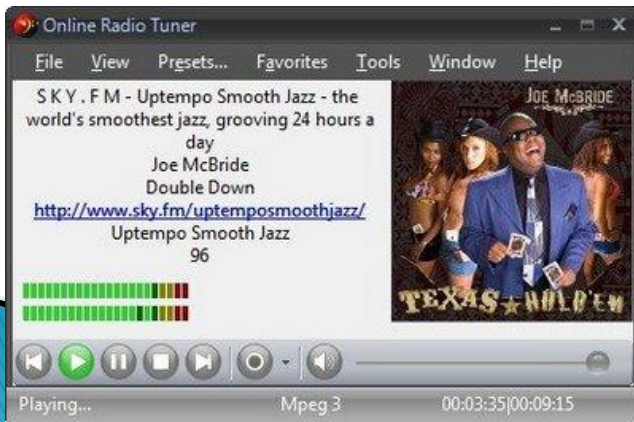 Online Radio Tuner
File View Presets... Favorites Tools Window Help
S K Y . F M - Uptempo Smooth Jazz - the
world's smoothest jazz, grooving 24 hours a
day
Joe McBride
Double Down
http://www.sky.fm/uptemposmoothjazz/
Uptempo Smooth Jazz
96
JOE McBRIDE
TEXAS HOLD'EM
Playing... Mpeg 3 00:03:35|00:09:15